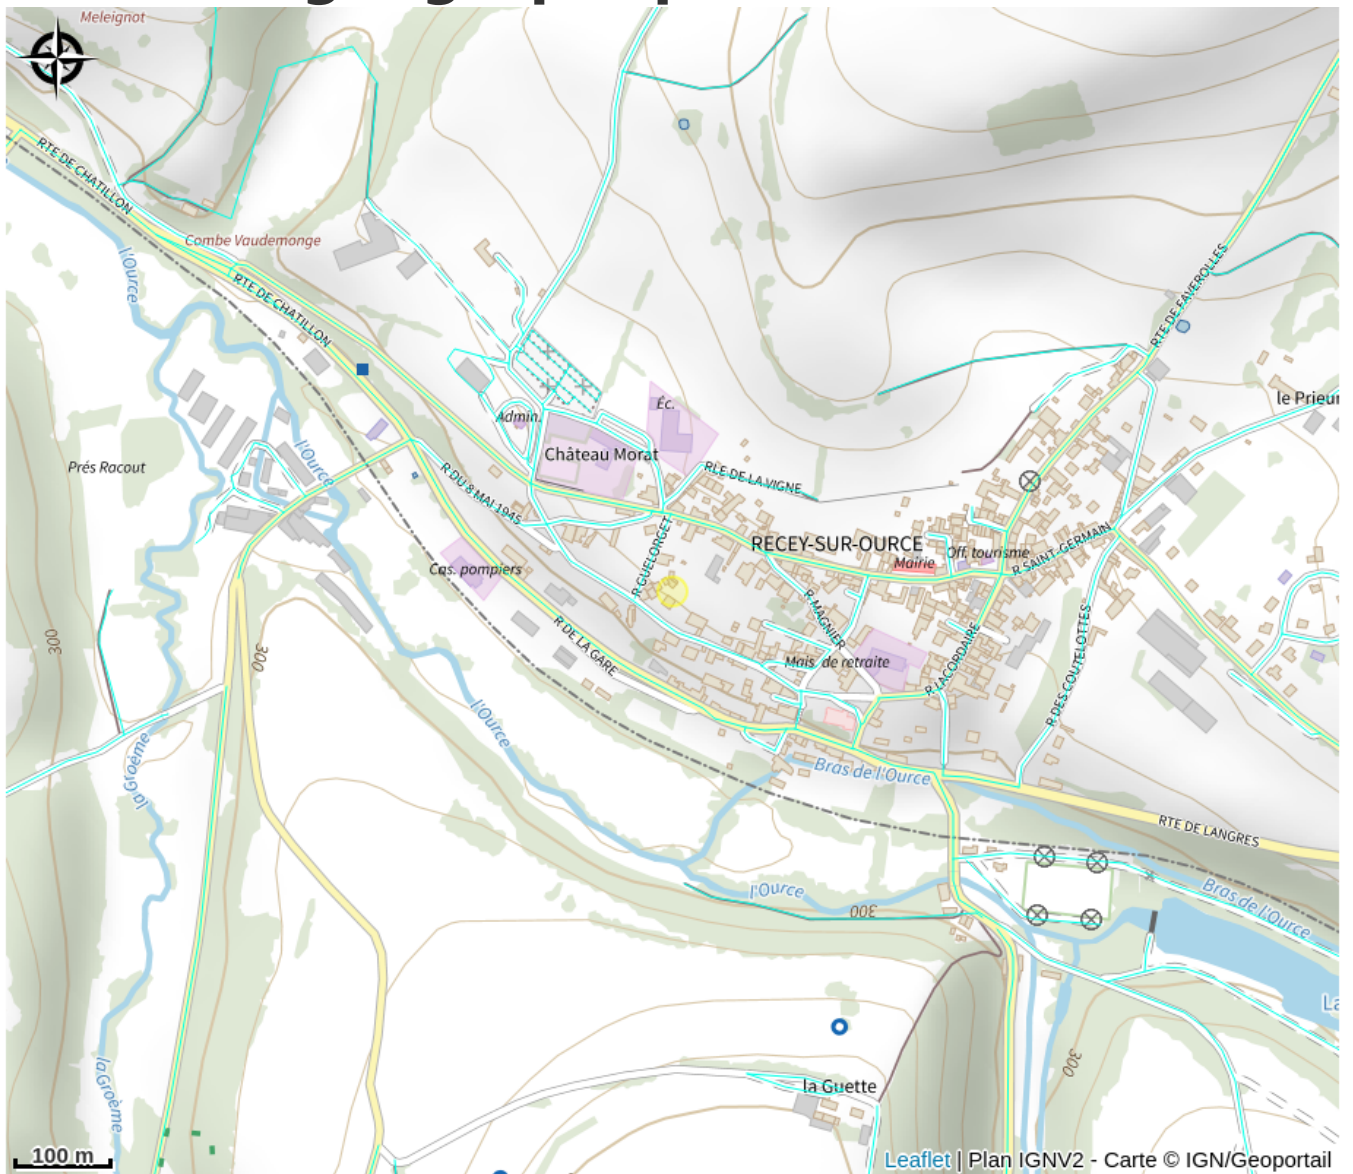 Meleignot
RTE DE CHATILLON
Combe Vaudemonge
l'Ource
RTE DE CHATILLON
RTE DE FAVEROLLES
le Prieur
Éc.
Admin.
Château Morat
Prés Racout
l'Ource
R DU 8 MAI 1945
RLE DE LA VIGNE
R GUELORGET
RECEY-SUR-OURCE
Mairie
Off. tourisme
R SAINT-GERMAIN
Cas. pompiers
R MAGNIER
R DE LA GARE
Mais. de retraite
R LACORDAIRE
R DES COUTELOTTES
300
300
l'Ource
la Groème
Bras de l'Ource
RTE DE LANGRES
l'Ource
300
Bras de l'Ource
La
300
la Groème
la Guette
100 m
Leaflet | Plan IGNV2 - Carte © IGN/Geoportail